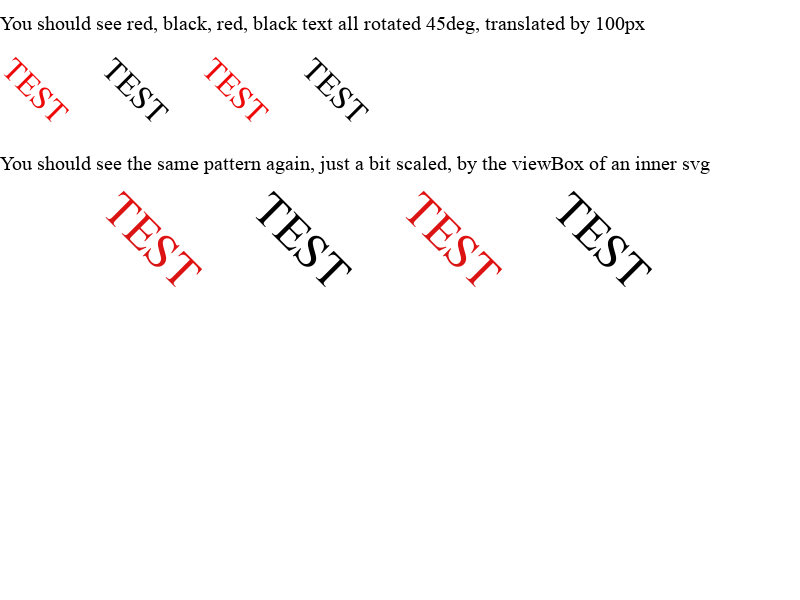 You should see red, black, red, black text all rotated 45deg, translated by 100px
TEST TEST TEST TEST
You should see the same pattern again, just a bit scaled, by the viewBox of an inner svg
TEST TEST TEST TEST